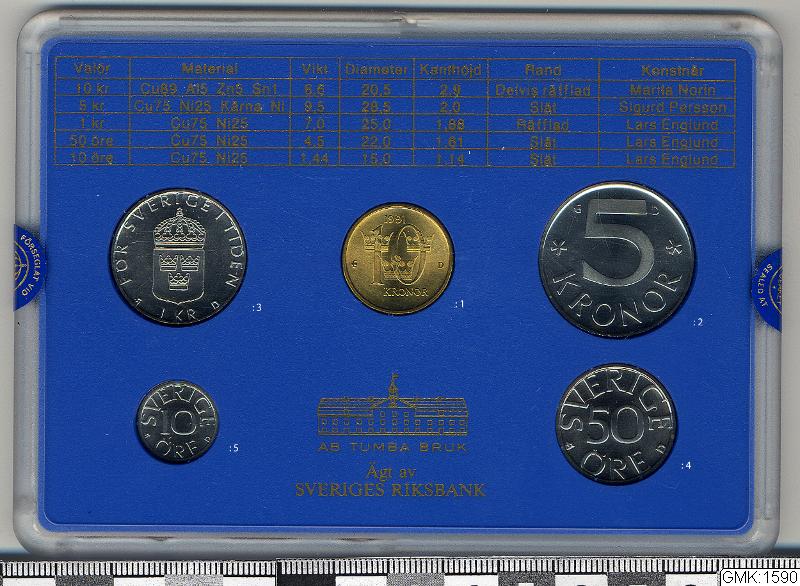 Valör Material Vikt Diameter Kanthöjd Rand Konstnär
10 kr Cu89 Al5 Zn5 Sn1 6,6 20,5 2,9 Delvis räfflad Marita Norin
5 kr Cu75 Ni25 Kärna Ni 9,5 28,5 2,0 Slät Sigurd Persson
1 kr Cu75 Ni25 7,0 25,0 1,88 Räfflad Lars Englund
50 öre Cu75 Ni25 4,5 22,0 1,61 Slät Lars Englund
10 öre Cu75 Ni25 1,44 15,0 1,14 Slät Lars Englund
FÖR SVERIGE I TIDEN
1 KR D
:3
1991
10
KRONOR
G D
:1
G D
5
KRONOR
:2
FÖRSEGLAT VID
SEALED AT
SVERIGE
10
ÖRE
D
:5
AB TUMBA BRUK
Ägt av
SVERIGES RIKSBANK
SVERIGE
50
ÖRE
D
:4
GMK:1590